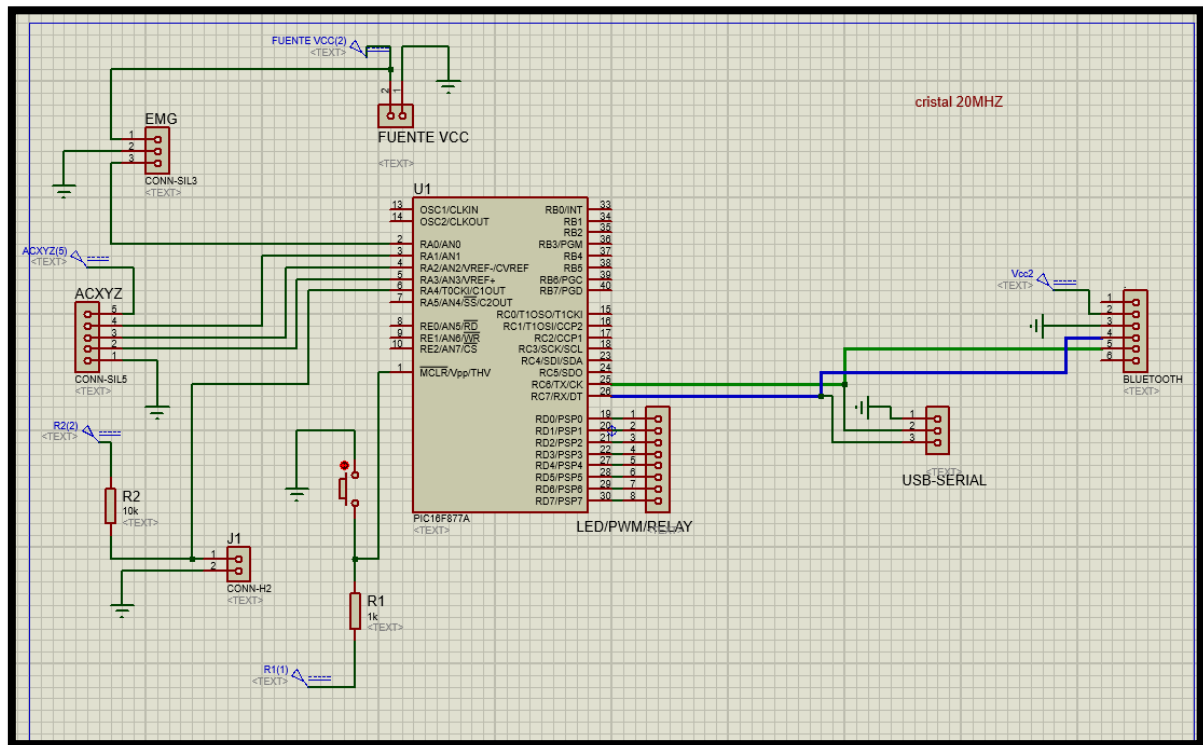 FUENTE VCC(2)
<TEXT>
cristal 20MHZ
2
1
EMG
1
2
3
FUENTE VCC
<TEXT>
CONN-SIL3
<TEXT>
U1
13
OSC1/CLKIN
RB0/INT
33
14
OSC2/CLKOUT
RB1
34
RB2
35
2
RA0/AN0
RB3/PGM
36
3
RA1/AN1
RB4
37
4
RA2/AN2/VREF-/CVREF
RB5
38
5
RA3/AN3/VREF+
RB6/PGC
39
6
RA4/T0CKI/C1OUT
RB7/PGD
40
7
RA5/AN4/SS/C2OUT
RC0/T1OSO/T1CKI
15
8
RE0/AN5/RD
RC1/T1OSI/CCP2
16
9
RE1/AN6/WR
RC2/CCP1
17
10
RE2/AN7/CS
RC3/SCK/SCL
18
RC4/SDI/SDA
23
1
MCLR/Vpp/THV
RC5/SDO
24
RC6/TX/CK
25
RC7/RX/DT
26
RD0/PSP0
19
1
RD1/PSP1
20
2
RD2/PSP2
21
3
RD3/PSP3
22
4
RD4/PSP4
27
5
RD5/PSP5
28
6
RD6/PSP6
29
7
RD7/PSP7
30
8
PIC16F877A
<TEXT>
LED/PWM/RELAY
<TEXT>
ACXYZ(5)
<TEXT>
ACXYZ
5
4
3
2
1
CONN-SIL5
<TEXT>
Vcc2
<TEXT>
1
2
3
4
5
6
BLUETOOTH
<TEXT>
1
2
3
<TEXT>
USB-SERIAL
R2(2)
<TEXT>
R2
10k
<TEXT>
J1
1
2
CONN-H2
<TEXT>
R1
1k
<TEXT>
R1(1)
<TEXT>